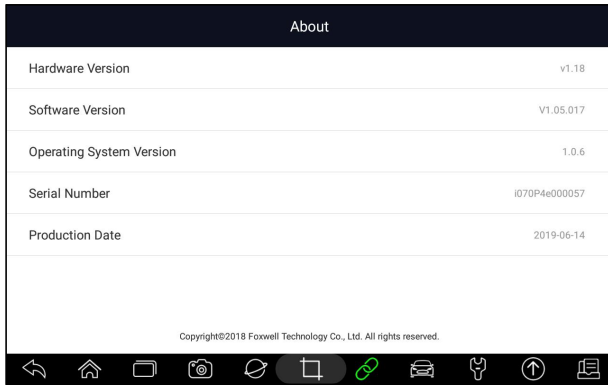 About
Hardware Version v1.18
Software Version V1.05.017
Operating System Version 1.0.6
Serial Number i070P4e000057
Production Date 2019-06-14
Copyright©2018 Foxwell Technology Co., Ltd. All rights reserved.